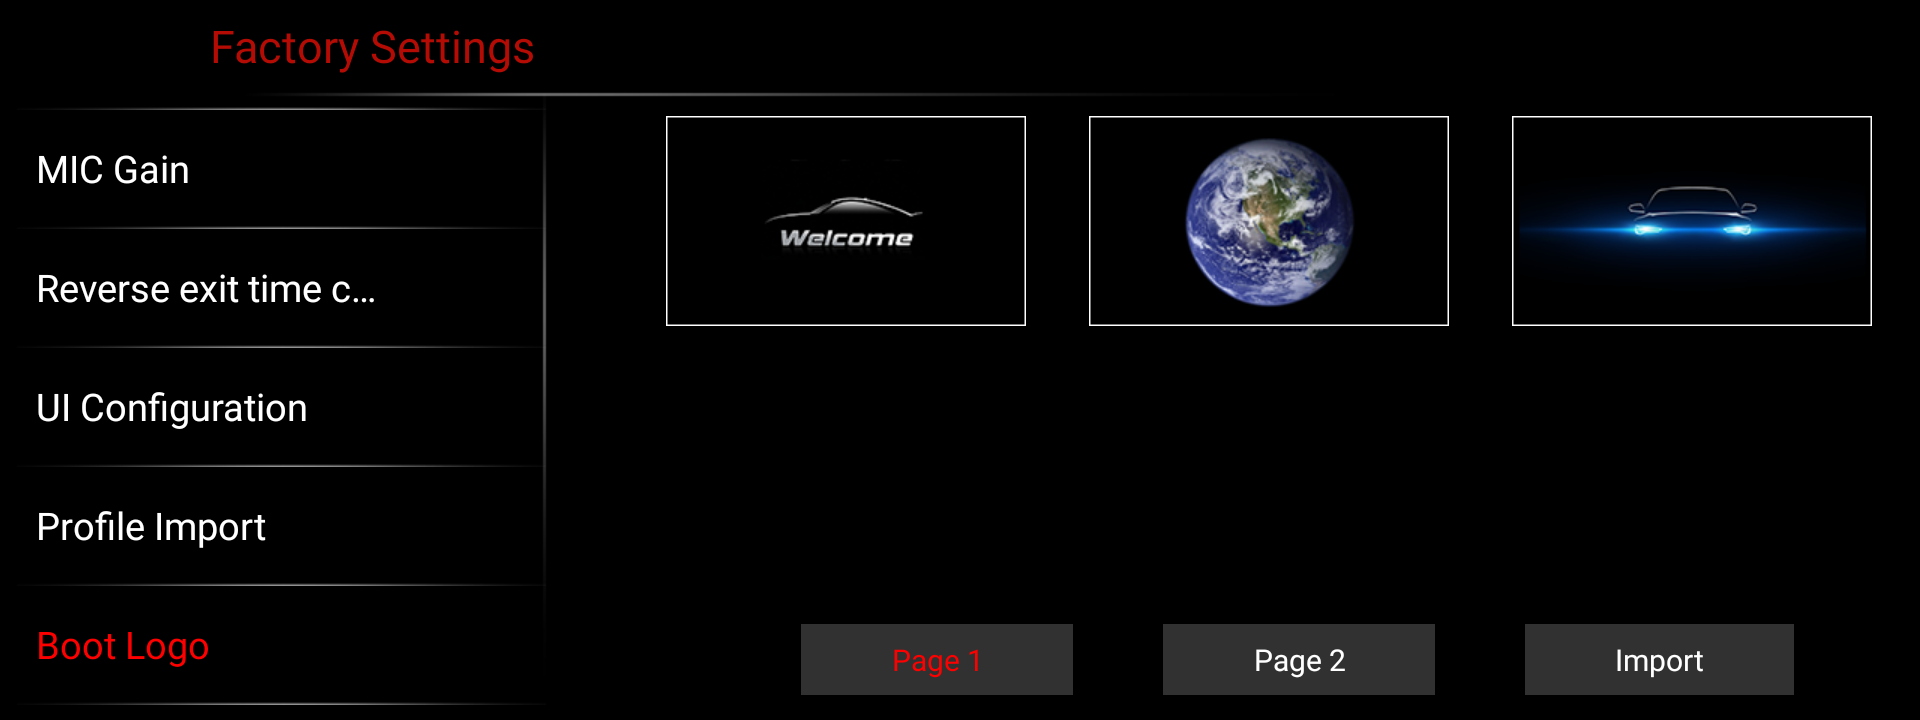 Factory Settings
MIC Gain
Reverse exit time c...
UI Configuration
Profile Import
Boot Logo
Welcome
Page 1
Page 2
Import